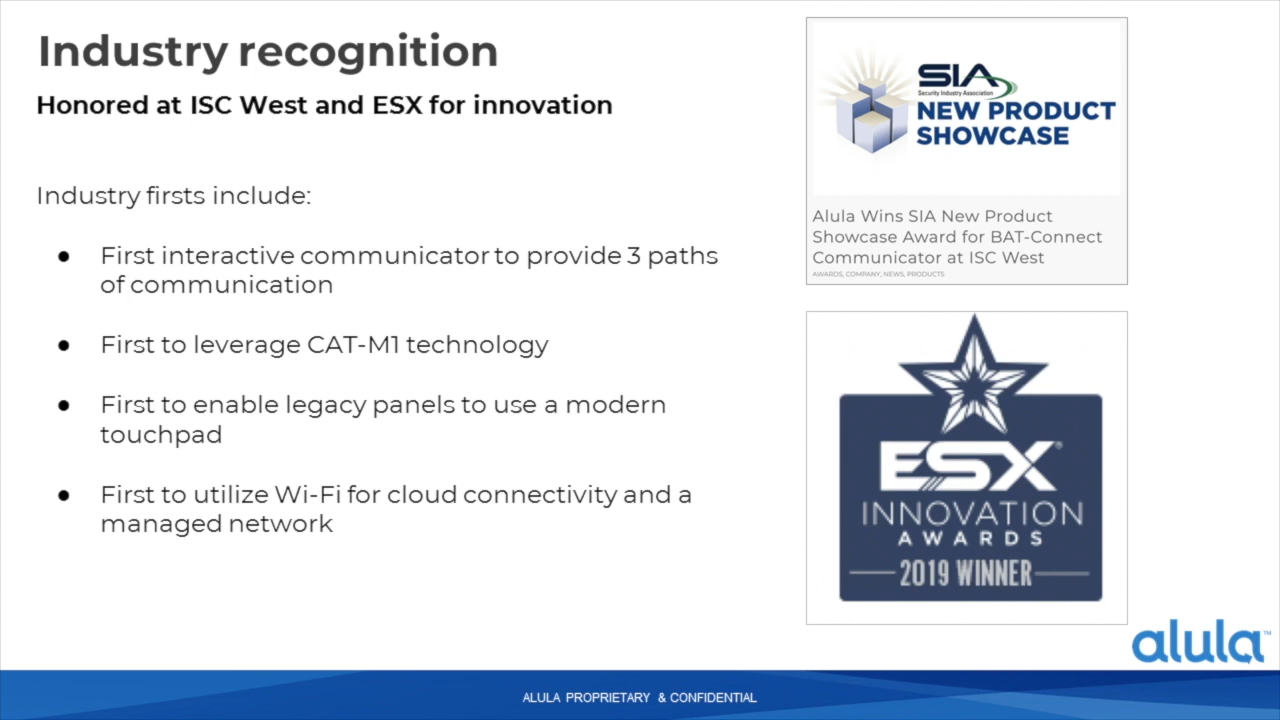 Industry recognition
Honored at ISC West and ESX for innovation
Industry firsts include:
● First interactive communicator to provide 3 paths
of communication
● First to leverage CAT-M1 technology
● First to enable legacy panels to use a modern
touchpad
● First to utilize Wi-Fi for cloud connectivity and a
managed network
SIA
Security Industry Association
NEW PRODUCT
SHOWCASE
Alula Wins SIA New Product
Showcase Award for BAT-Connect
Communicator at ISC West
AWARDS, COMPANY, NEWS, PRODUCTS
ESX®
INNOVATION
AWARDS
2019 WINNER
alula™
ALULA PROPRIETARY & CONFIDENTIAL